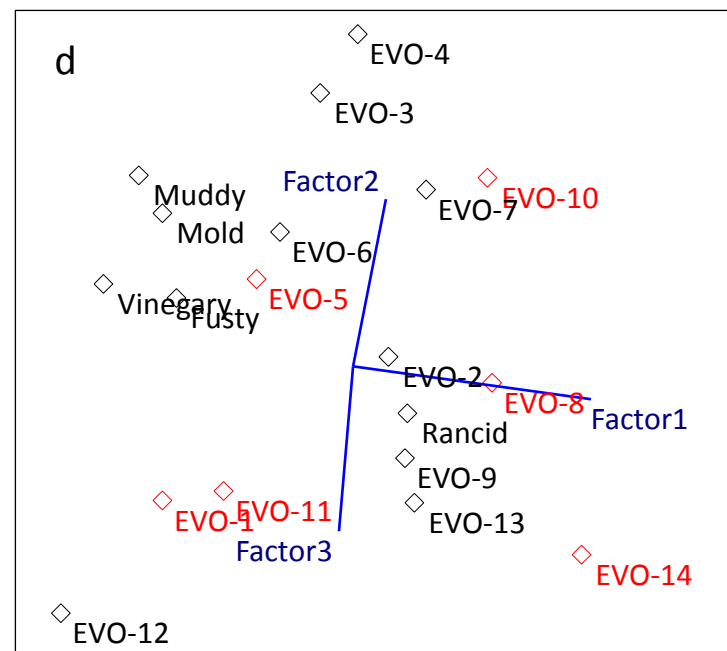 d
EVO-4
EVO-3
Muddy
Factor2
EVO-10
EVO-7
Mold
EVO-6
Vinegary
EVO-5
Fusty
EVO-2
EVO-8
Factor1
Rancid
EVO-9
EVO-11
EVO-1
EVO-13
Factor3
EVO-14
EVO-12